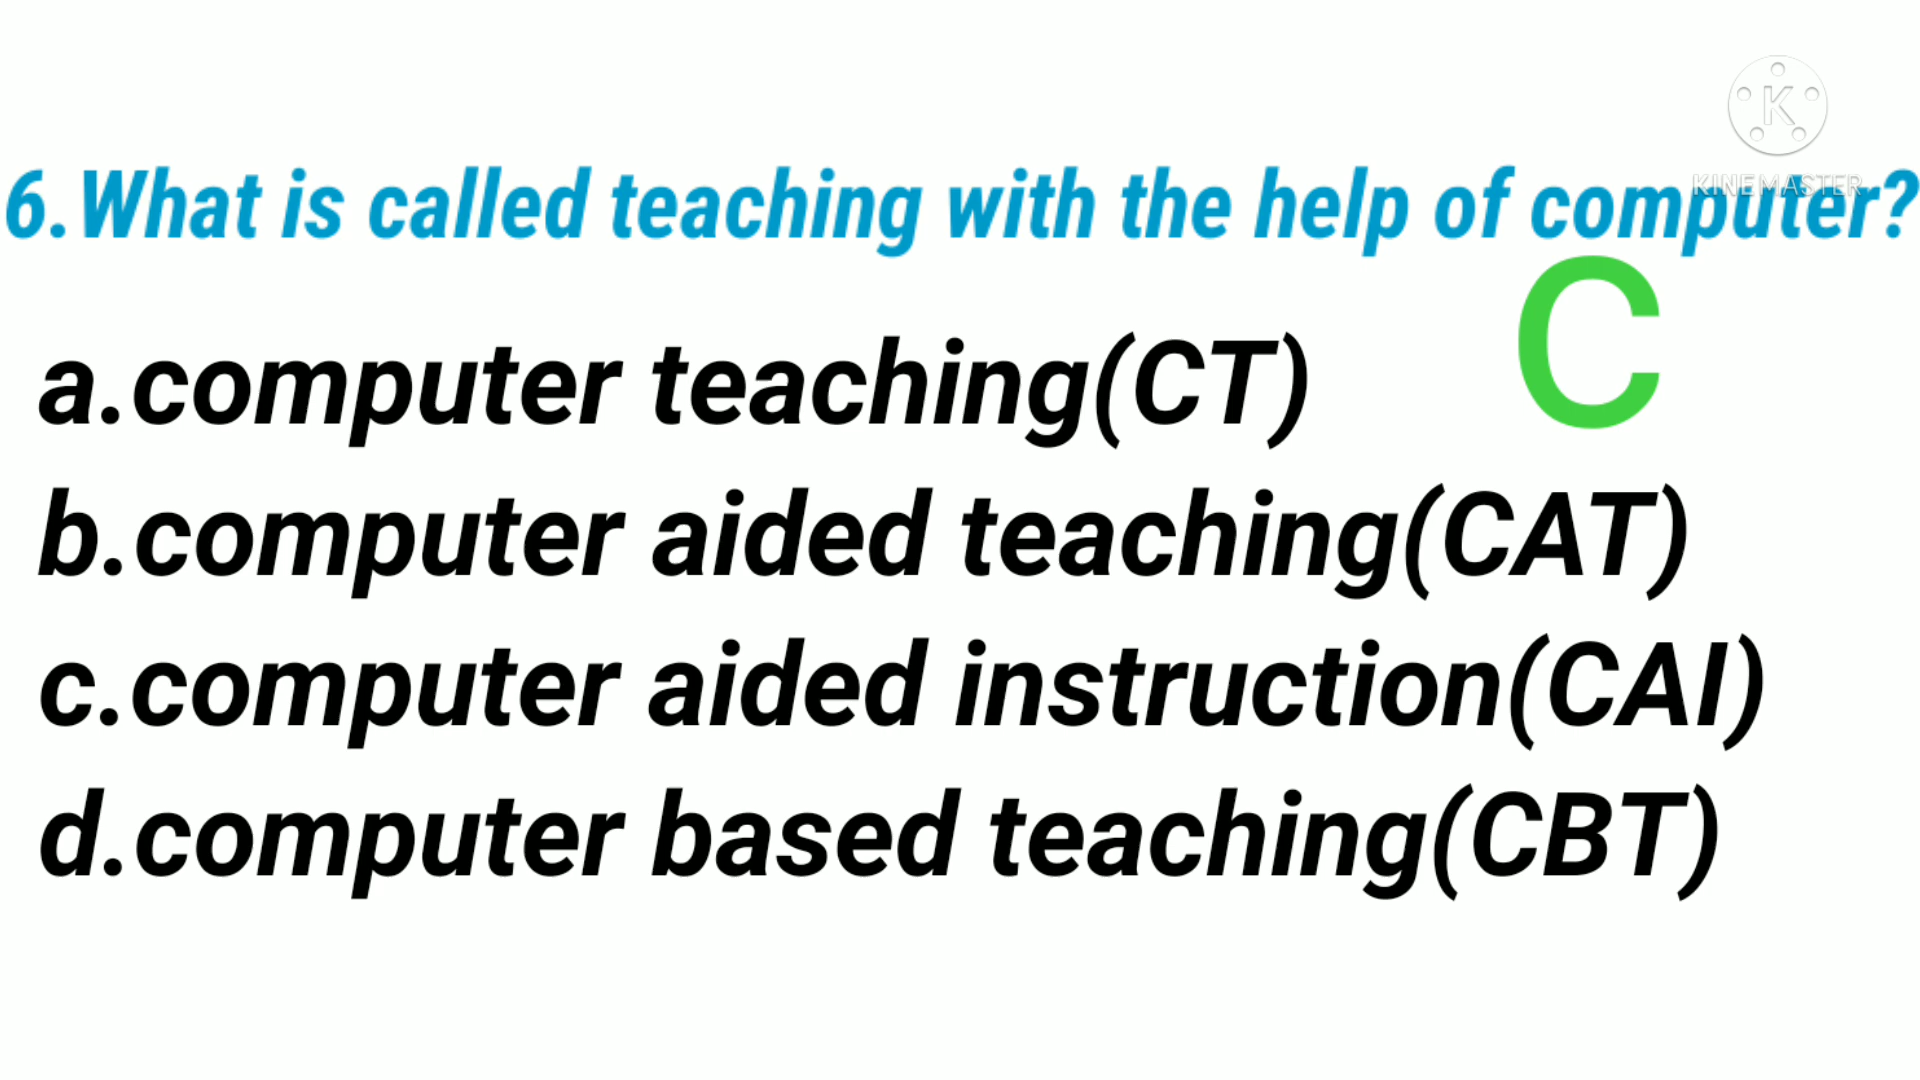 K
KINEMASTER
6.What is called teaching with the help of computer?
C
a.computer teaching(CT)
b.computer aided teaching(CAT)
c.computer aided instruction(CAI)
d.computer based teaching(CBT)